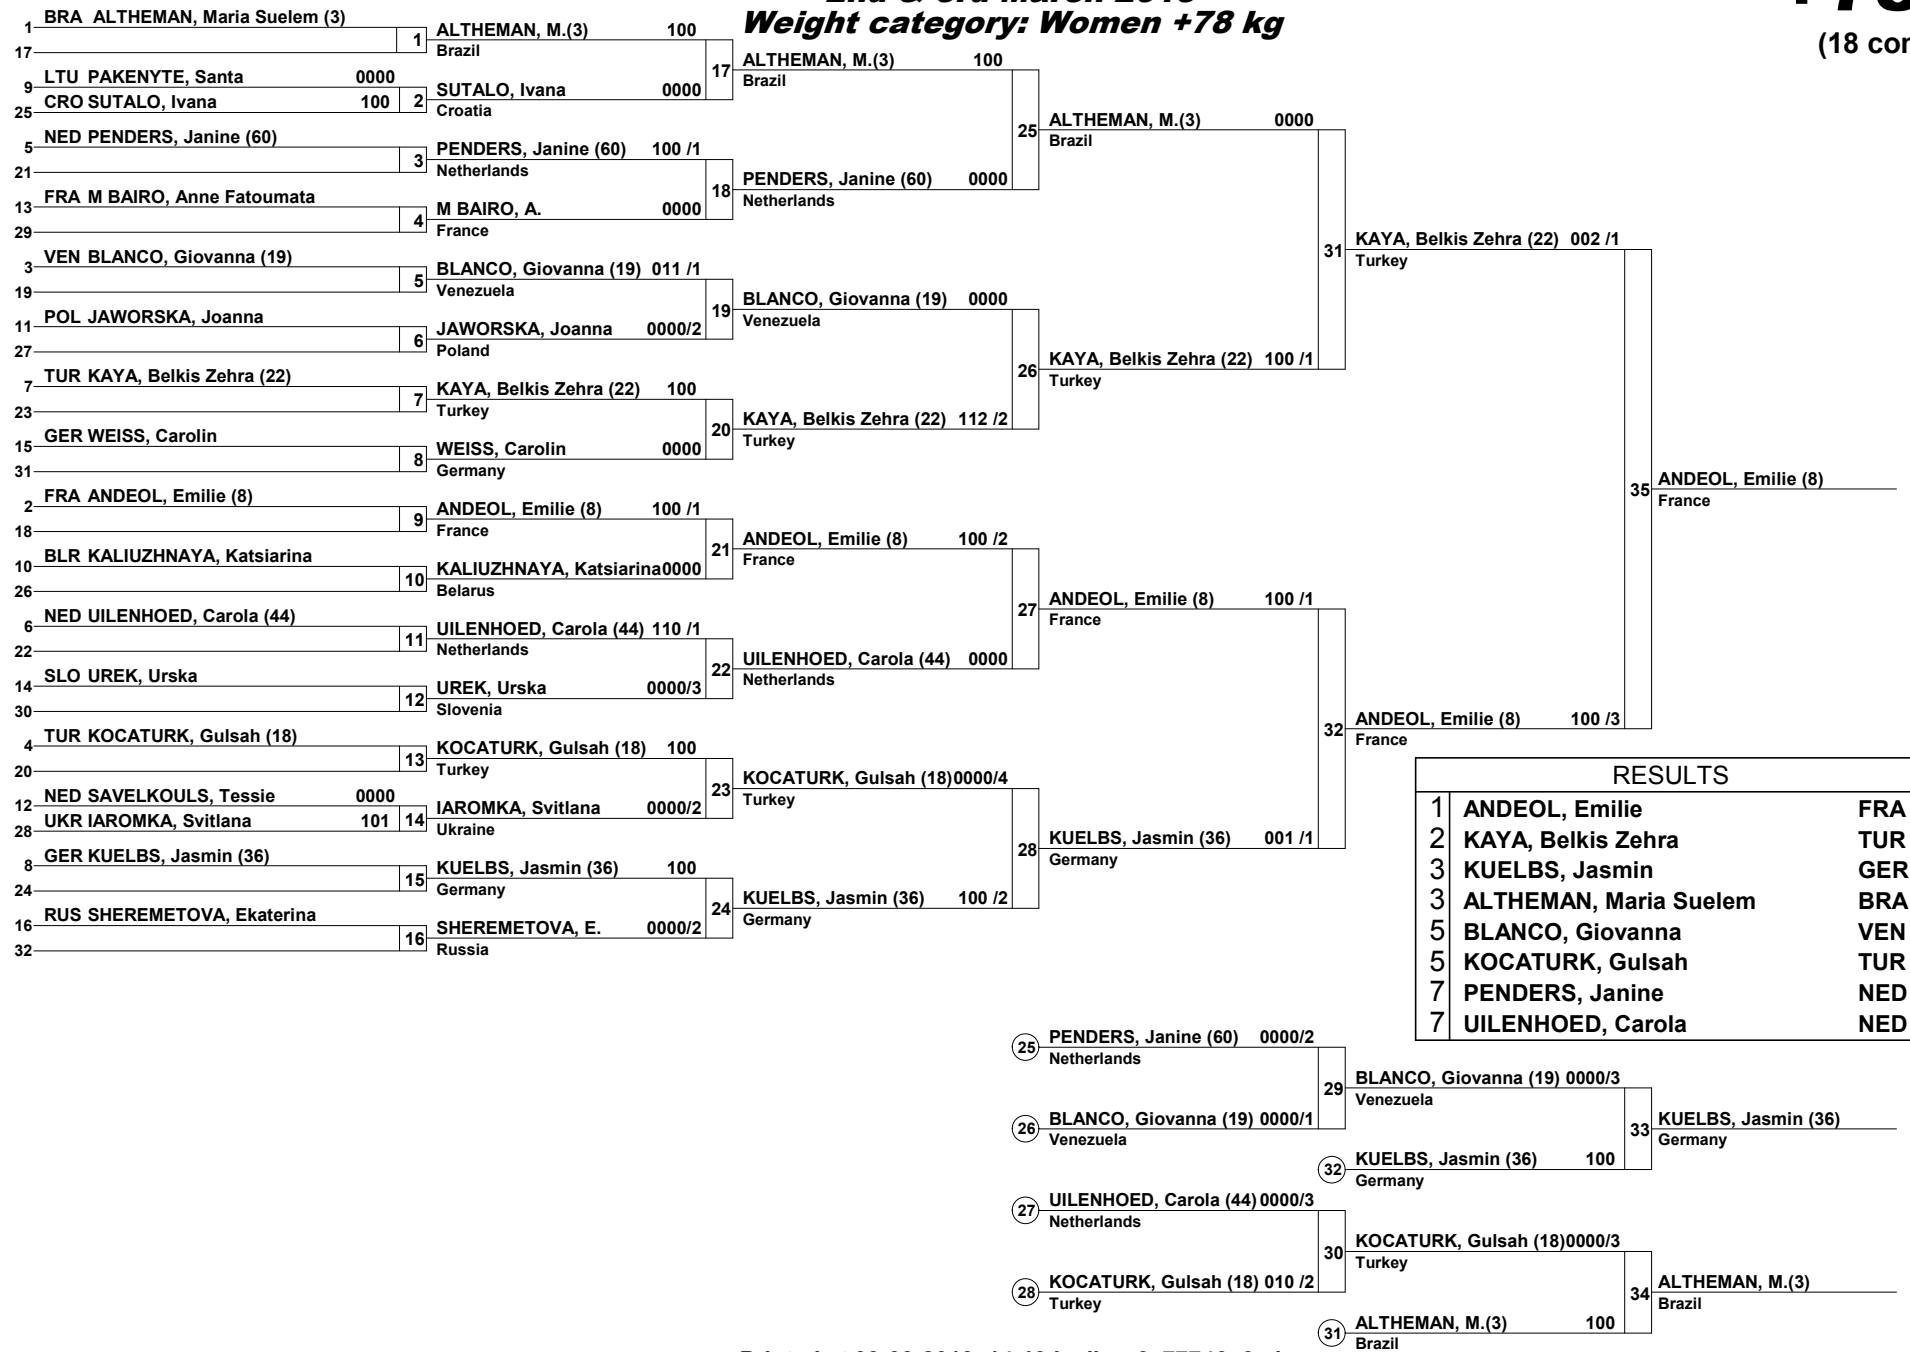 Weight category: Women +78 kg
(18 con
1 BRA ALTHEMAN, Maria Suelem (3)
17
1
9 LTU PAKENYTE, Santa 0000
25 CRO SUTALO, Ivana 100
2
5 NED PENDERS, Janine (60)
21
3
13 FRA M BAIRO, Anne Fatoumata
29
4
3 VEN BLANCO, Giovanna (19)
19
5
11 POL JAWORSKA, Joanna
27
6
7 TUR KAYA, Belkis Zehra (22)
23
7
15 GER WEISS, Carolin
31
8
2 FRA ANDEOL, Emilie (8)
18
9
10 BLR KALIUZHNAYA, Katsiarina
26
10
6 NED UILENHOED, Carola (44)
22
11
14 SLO UREK, Urska
30
12
4 TUR KOCATURK, Gulsah (18)
20
13
12 NED SAVELKOULS, Tessie 0000
28 UKR IAROMKA, Svitlana 101
14
8 GER KUELBS, Jasmin (36)
24
15
16 RUS SHEREMETOVA, Ekaterina
32
16
ALTHEMAN, M.(3) 100
Brazil
17
SUTALO, Ivana 0000
Croatia
PENDERS, Janine (60) 100 /1
Netherlands
18
M BAIRO, A. 0000
France
BLANCO, Giovanna (19) 011 /1
Venezuela
19
JAWORSKA, Joanna 0000/2
Poland
KAYA, Belkis Zehra (22) 100
Turkey
20
WEISS, Carolin 0000
Germany
ANDEOL, Emilie (8) 100 /1
France
21
KALIUZHNAYA, Katsiarina0000
Belarus
UILENHOED, Carola (44) 110 /1
Netherlands
22
UREK, Urska 0000/3
Slovenia
KOCATURK, Gulsah (18) 100
Turkey
23
IAROMKA, Svitlana 0000/2
Ukraine
KUELBS, Jasmin (36) 100
Germany
24
SHEREMETOVA, E. 0000/2
Russia
ALTHEMAN, M.(3) 100
Brazil
25
PENDERS, Janine (60) 0000
Netherlands
BLANCO, Giovanna (19) 0000
Venezuela
26
KAYA, Belkis Zehra (22) 112 /2
Turkey
ANDEOL, Emilie (8) 100 /2
France
27
UILENHOED, Carola (44) 0000
Netherlands
KOCATURK, Gulsah (18)0000/4
Turkey
28
KUELBS, Jasmin (36) 100 /2
Germany
ALTHEMAN, M.(3) 0000
Brazil
31
KAYA, Belkis Zehra (22) 100 /1
Turkey
ANDEOL, Emilie (8) 100 /1
France
32
KUELBS, Jasmin (36) 001 /1
Germany
KAYA, Belkis Zehra (22) 002 /1
Turkey
35
ANDEOL, Emilie (8) 100 /3
France
ANDEOL, Emilie (8)
France
RESULTS
1 ANDEOL, Emilie FRA
2 KAYA, Belkis Zehra TUR
3 KUELBS, Jasmin GER
3 ALTHEMAN, Maria Suelem BRA
5 BLANCO, Giovanna VEN
5 KOCATURK, Gulsah TUR
7 PENDERS, Janine NED
7 UILENHOED, Carola NED
25 PENDERS, Janine (60) 0000/2
Netherlands
29
26 BLANCO, Giovanna (19) 0000/1
Venezuela
BLANCO, Giovanna (19) 0000/3
Venezuela
33
32 KUELBS, Jasmin (36) 100
Germany
KUELBS, Jasmin (36)
Germany
27 UILENHOED, Carola (44) 0000/3
Netherlands
30
28 KOCATURK, Gulsah (18) 010 /2
Turkey
KOCATURK, Gulsah (18)0000/3
Turkey
34
31 ALTHEMAN, M.(3) 100
Brazil
ALTHEMAN, M.(3)
Brazil